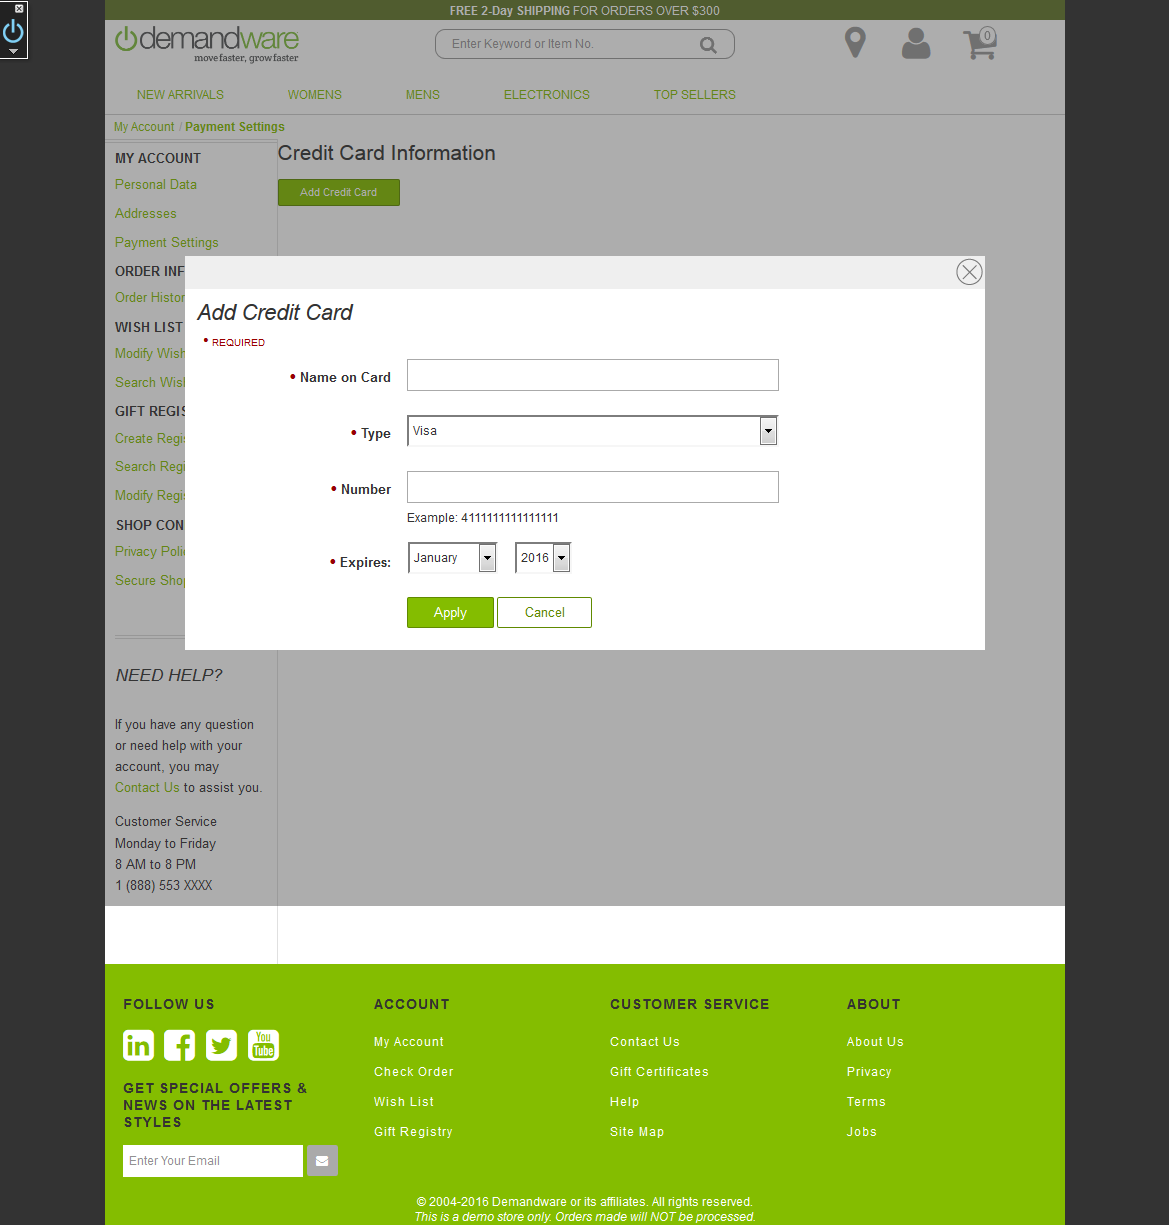 FREE 2-Day SHIPPING FOR ORDERS OVER $300
demandware
move faster, grow faster
Enter Keyword or Item No.
0
NEW ARRIVALS WOMENS MENS ELECTRONICS TOP SELLERS
My Account / Payment Settings
MY ACCOUNT
Personal Data
Addresses
Payment Settings
ORDER INF
Order Histor
WISH LIST
Modify Wish
Search Wis
GIFT REGIS
Create Regi
Search Regi
Modify Regi
SHOP CON
Privacy Poli
Secure Shop
Credit Card Information
Add Credit Card
Add Credit Card
• REQUIRED
• Name on Card
• Type Visa
• Number
Example: 4111111111111111
• Expires: January 2016
Apply Cancel
NEED HELP?
If you have any question
or need help with your
account, you may
Contact Us to assist you.
Customer Service
Monday to Friday
8 AM to 8 PM
1 (888) 553 XXXX
FOLLOW US
in f You Tube
GET SPECIAL OFFERS &
NEWS ON THE LATEST
STYLES
Enter Your Email
ACCOUNT
My Account
Check Order
Wish List
Gift Registry
CUSTOMER SERVICE
Contact Us
Gift Certificates
Help
Site Map
ABOUT
About Us
Privacy
Terms
Jobs
© 2004-2016 Demandware or its affiliates. All rights reserved.
This is a demo store only. Orders made will NOT be processed.